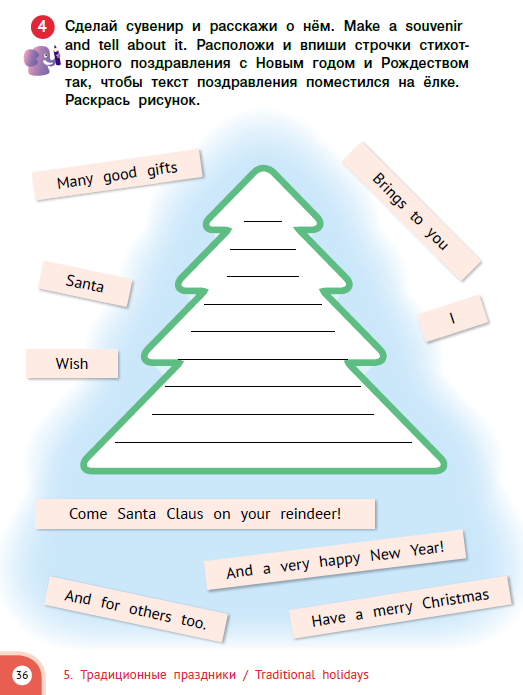 4 Сделай сувенир и расскажи о нём. Make a souvenir
and tell about it. Расположи и впиши строчки стихот-
ворного поздравления с Новым годом и Рождеством
так, чтобы текст поздравления поместился на ёлке.
Раскрась рисунок.
Many good gifts
Brings to you
Santa
I
Wish
Come Santa Claus on your reindeer!
And a very happy New Year!
And for others too.
Have a merry Christmas
36 5. Традиционные праздники / Traditional holidays